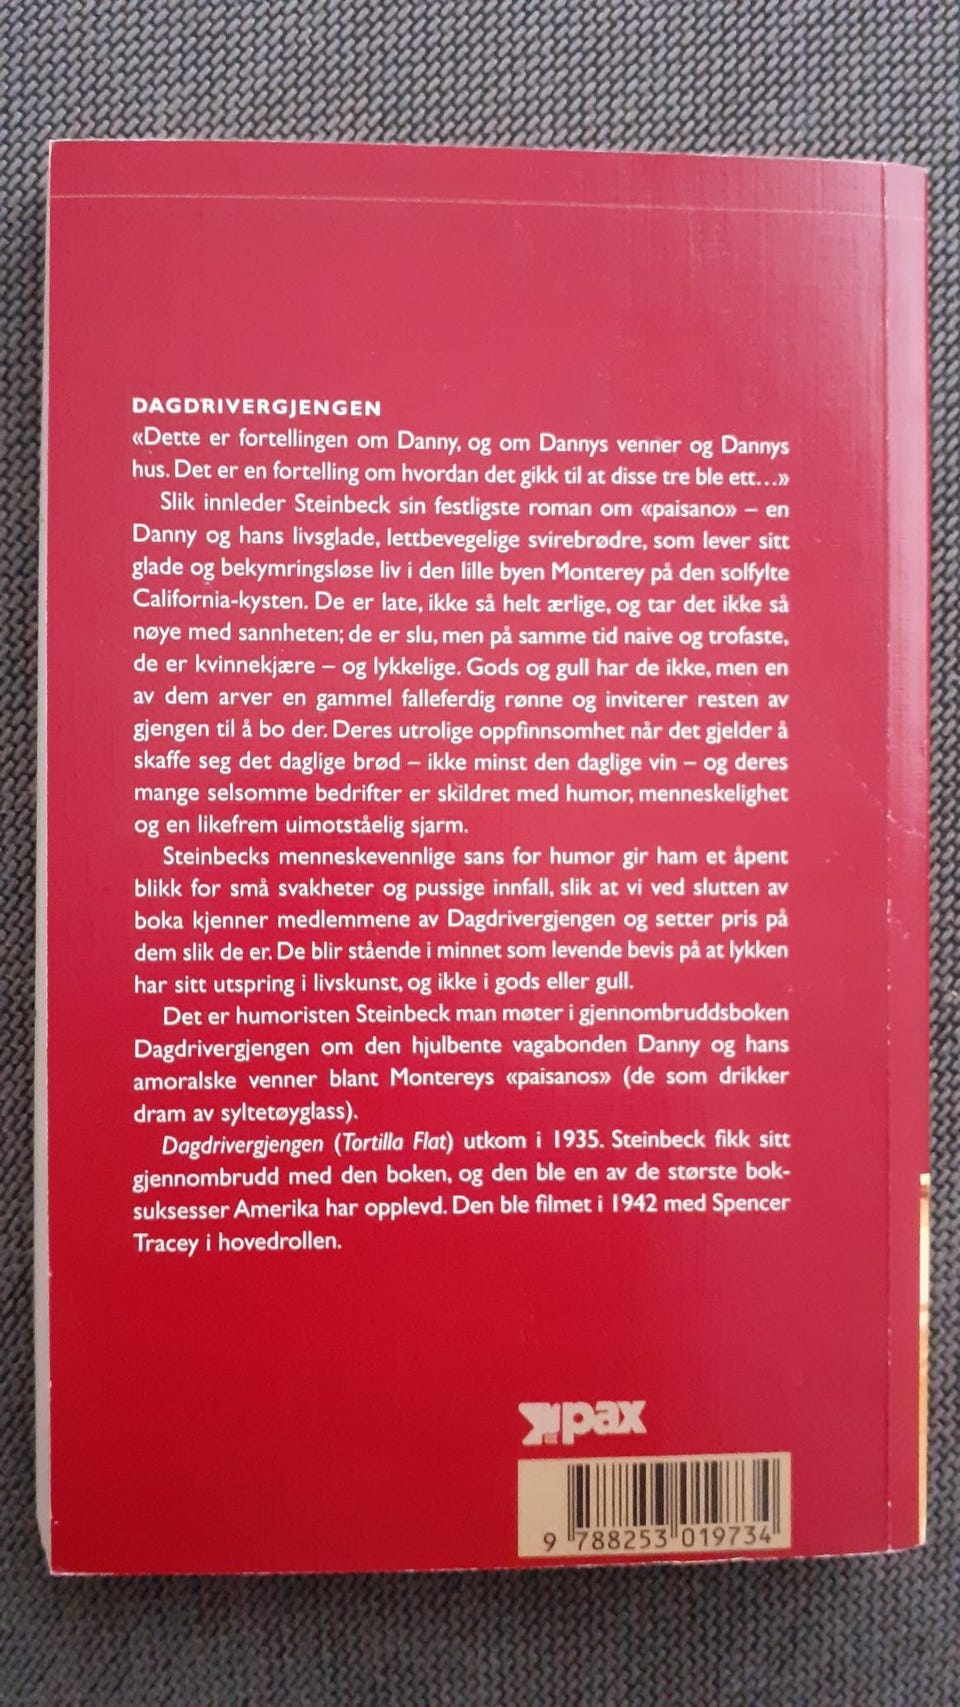 DAGDRIVERGJENGEN
«Dette er fortellingen om Danny, og om Dannys venner og Dannys
hus. Det er en fortelling om hvordan det gikk til at disse tre ble ett...»
Slik innleder Steinbeck sin festligste roman om «paisano» – en
Danny og hans livsglade, lettbevegelige svirebrødre, som lever sitt
glade og bekymringsløse liv i den lille byen Monterey på den solfylte
California-kysten. De er late, ikke så helt ærlige, og tar det ikke så
nøye med sannheten; de er slu, men på samme tid naive og trofaste,
de er kvinnekjære – og lykkelige. Gods og gull har de ikke, men en
av dem arver en gammel falleferdig rønne og inviterer resten av
gjengen til å bo der. Deres utrolige oppfinnsomhet når det gjelder å
skaffe seg det daglige brød – ikke minst den daglige vin – og deres
mange selsomme bedrifter er skildret med humor, menneskelighet
og en likefrem uimotståelig sjarm.
Steinbecks menneskevennlige sans for humor gir ham et åpent
blikk for små svakheter og pussige innfall, slik at vi ved slutten av
boka kjenner medlemmene av Dagdrivergjengen og setter pris på
dem slik de er. De blir stående i minnet som levende bevis på at lykken
har sitt utspring i livskunst, og ikke i gods eller gull.
Det er humoristen Steinbeck man møter i gjennombruddsboken
Dagdrivergjengen om den hjulbente vagabonden Danny og hans
amoralske venner blant Montereys «paisanos» (de som drikker
dram av syltetøyglass).
Dagdrivergjengen (Tortilla Flat) utkom i 1935. Steinbeck fikk sitt
gjennombrudd med den boken, og den ble en av de største bok-
suksesser Amerika har opplevd. Den ble filmet i 1942 med Spencer
Tracey i hovedrollen.
pax
9 788253 019734